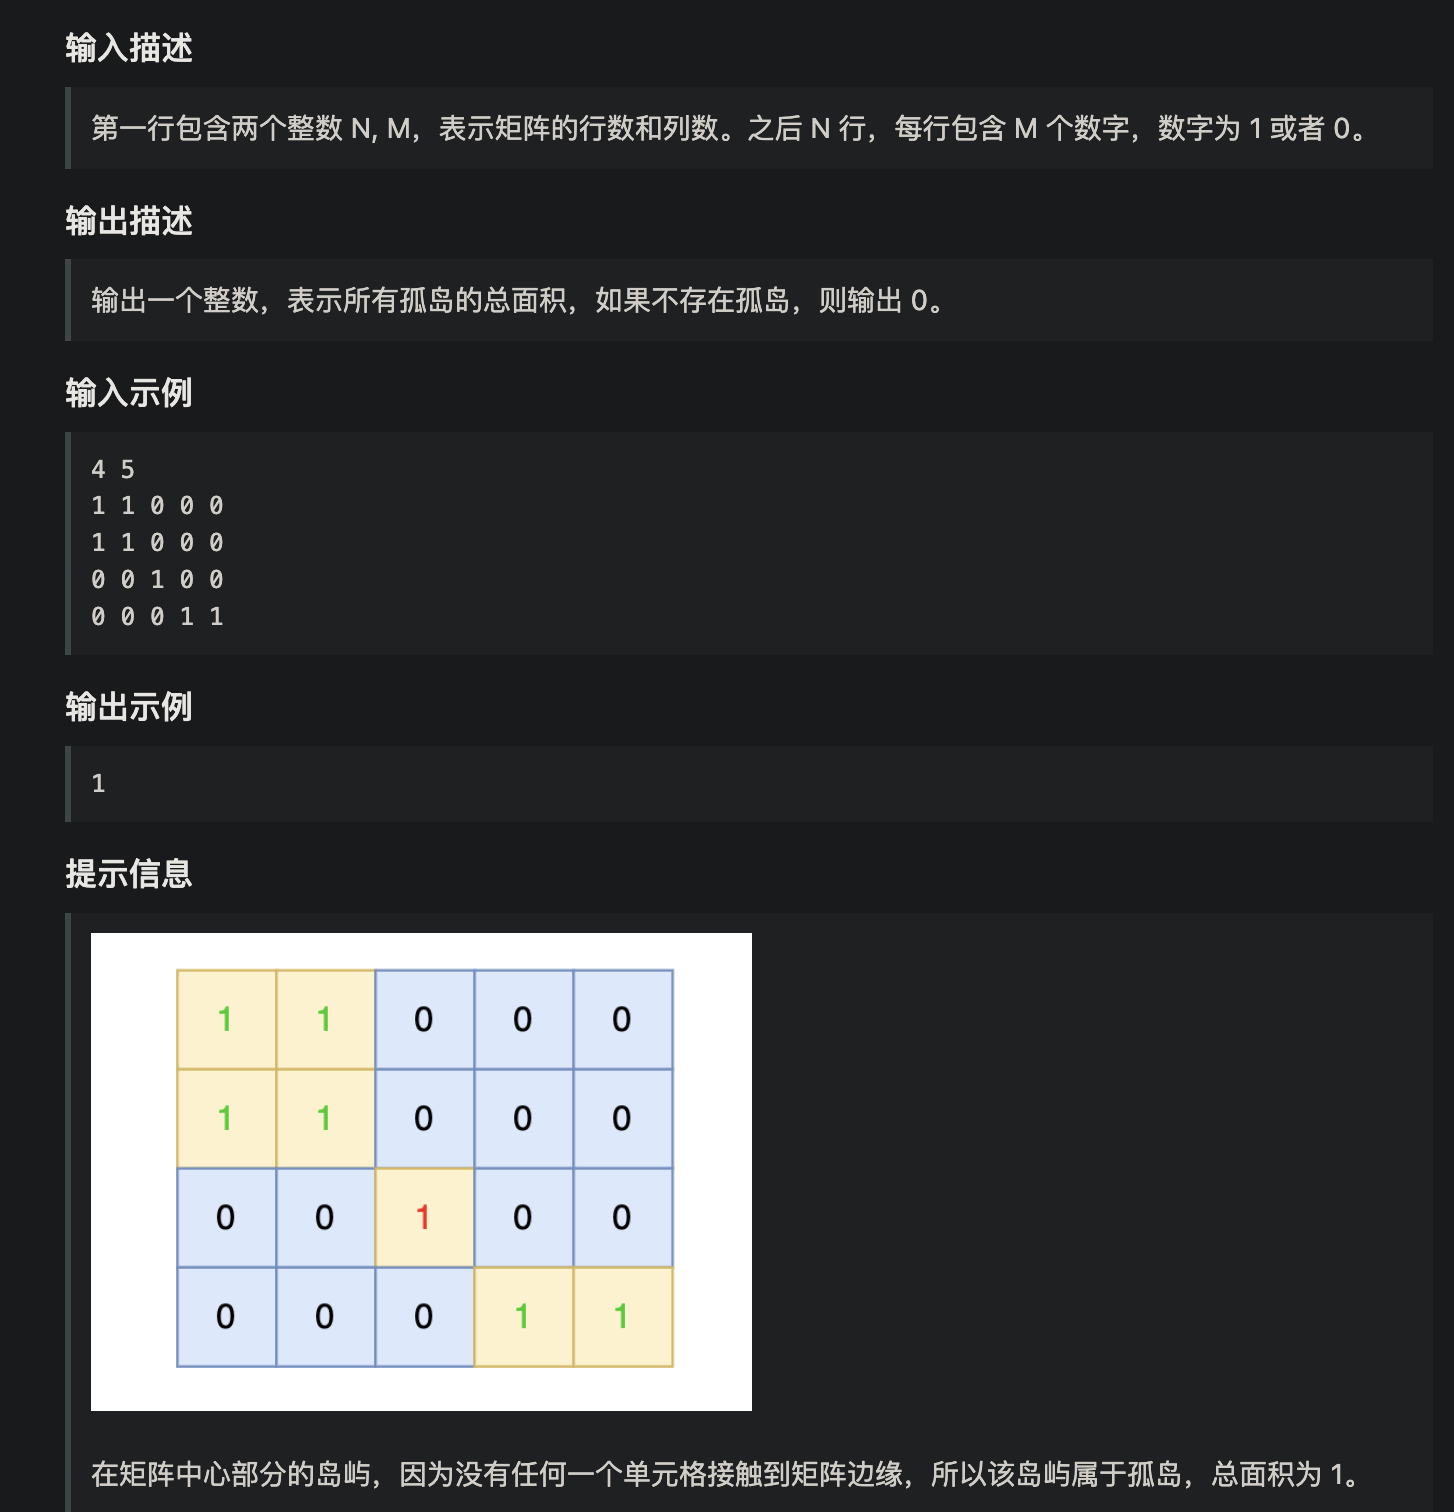 输入描述
第一行包含两个整数 N, M，表示矩阵的行数和列数。之后 N 行，每行包含 M 个数字，数字为 1 或者 0。
输出描述
输出一个整数，表示所有孤岛的总面积，如果不存在孤岛，则输出 0。
输入示例
4 5
1 1 0 0 0
1 1 0 0 0
0 0 1 0 0
0 0 0 1 1
输出示例
1
提示信息
1 1 0 0 0
1 1 0 0 0
0 0 1 0 0
0 0 0 1 1
在矩阵中心部分的岛屿，因为没有任何一个单元格接触到矩阵边缘，所以该岛屿属于孤岛，总面积为 1。